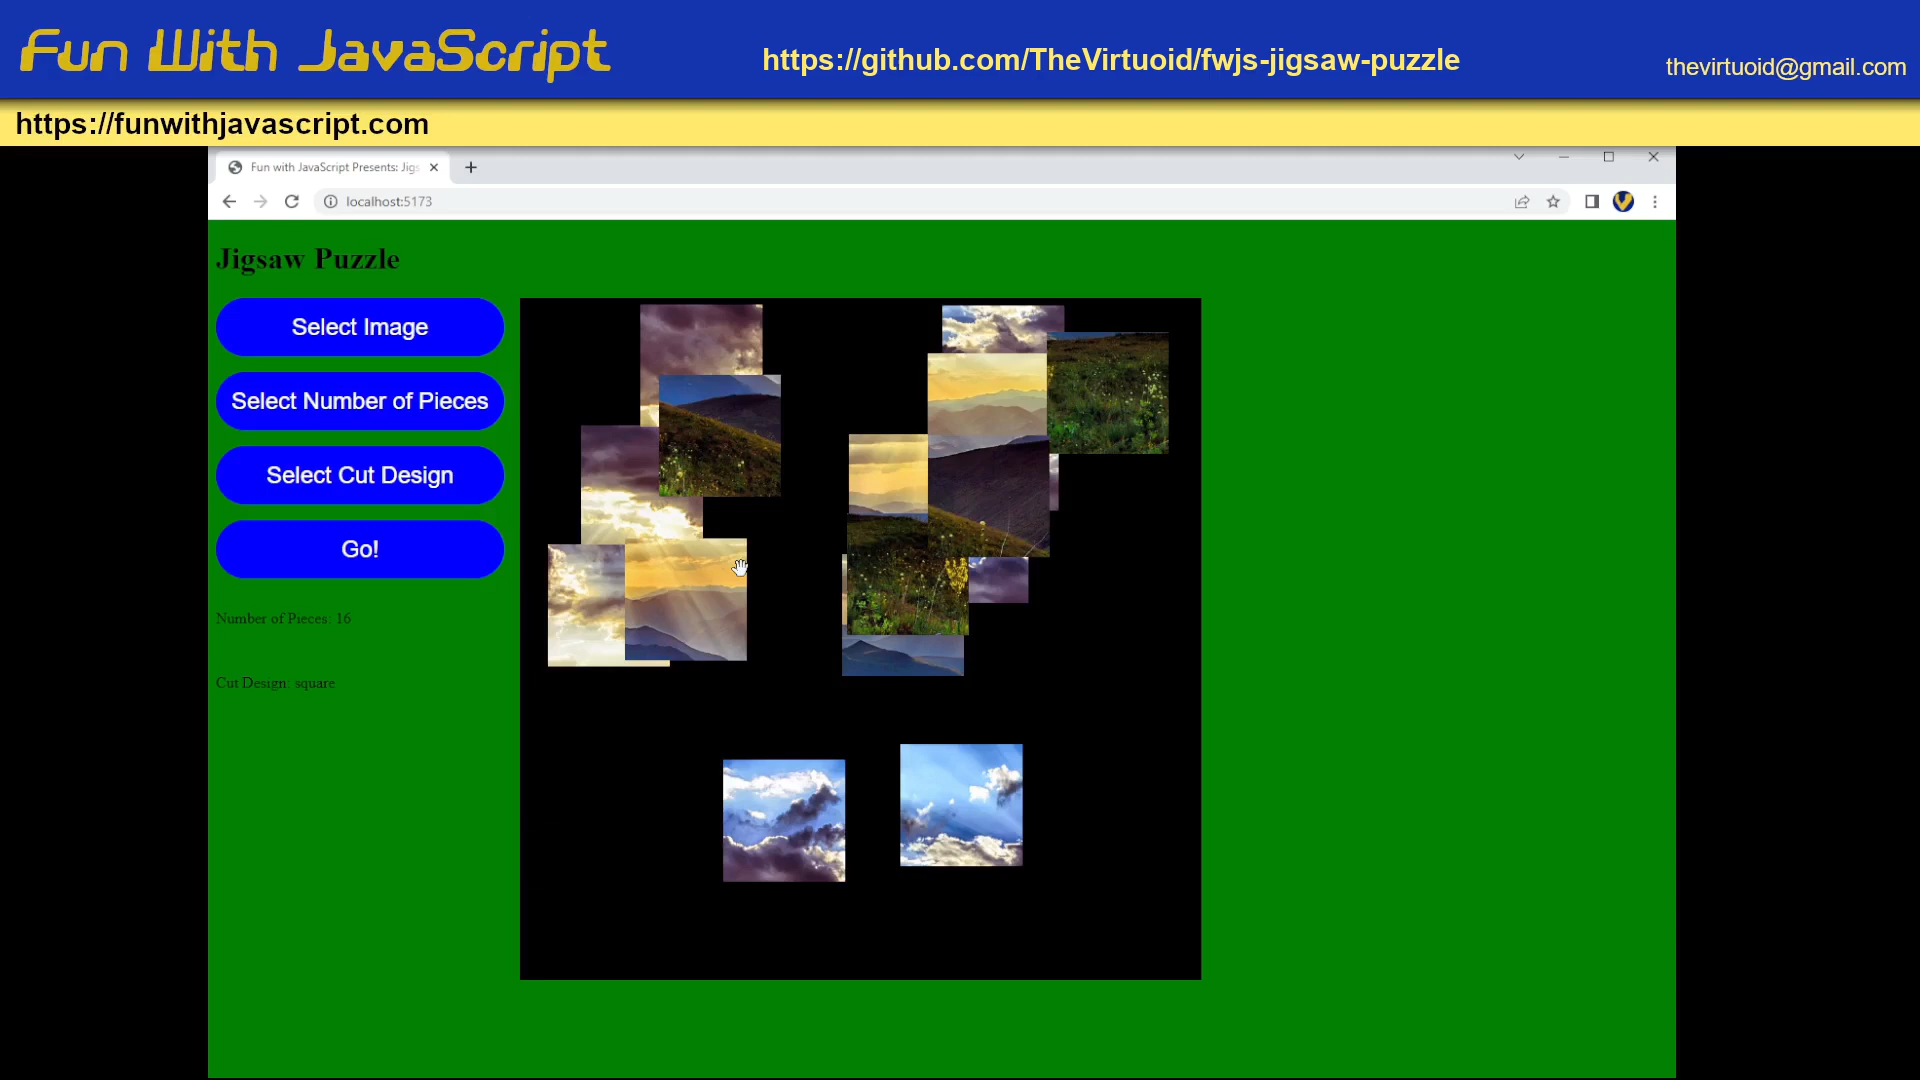 Fun With JavaScript
https://github.com/TheVirtuoid/fwjs-jigsaw-puzzle
thevirtuoid@gmail.com
https://funwithjavascript.com
Fun with JavaScript Presents: Jigs
localhost:5173
Jigsaw Puzzle
Select Image
Select Number of Pieces
Select Cut Design
Go!
Number of Pieces: 16
Cut Design: square